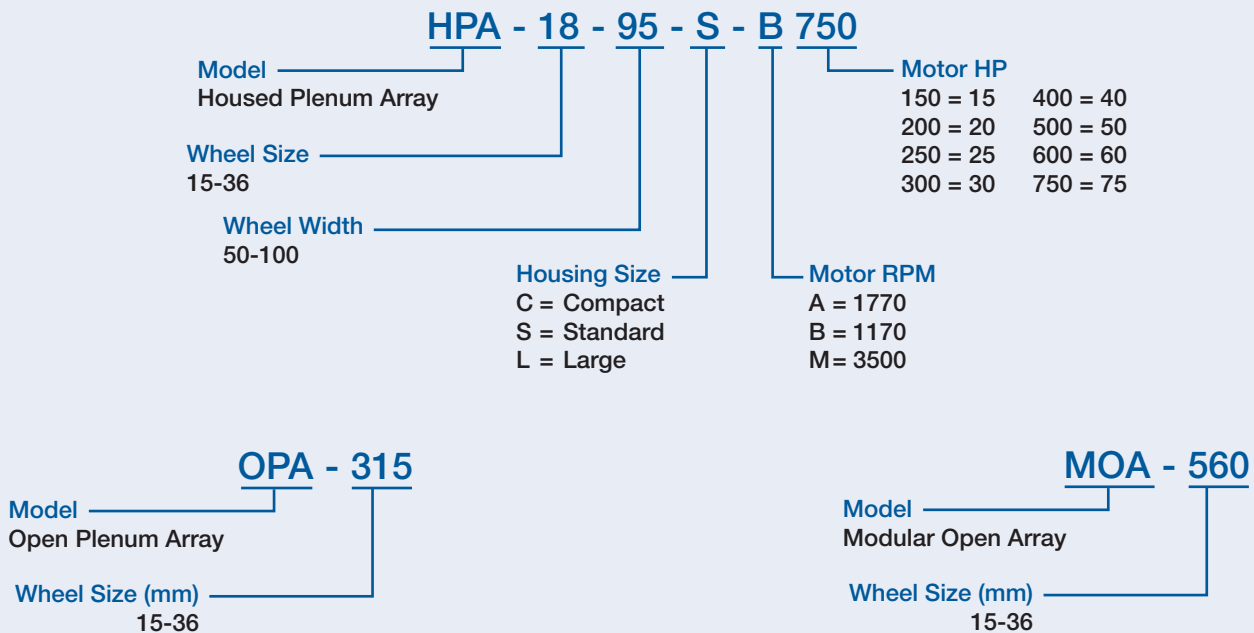 HPA - 18 - 95 - S - B 750
Model
Housed Plenum Array
Wheel Size
15-36
Wheel Width
50-100
Housing Size
C = Compact
S = Standard
L = Large
Motor RPM
A = 1770
B = 1170
M= 3500
Motor HP
150 = 15 400 = 40
200 = 20 500 = 50
250 = 25 600 = 60
300 = 30 750 = 75
OPA - 315
Model
Open Plenum Array
Wheel Size (mm)
15-36
MOA - 560
Model
Modular Open Array
Wheel Size (mm)
15-36